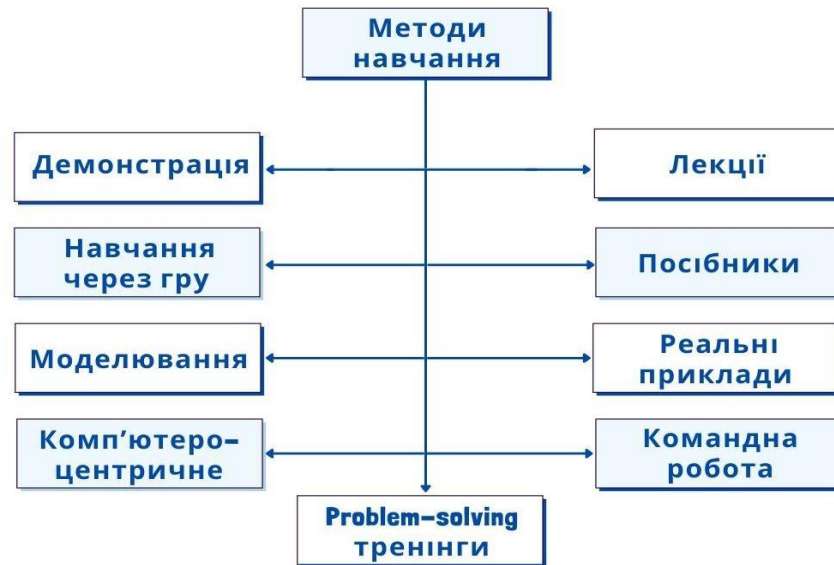 Методи
навчання
Демонстрація
Лекції
Навчання
через гру
Посібники
Моделювання
Реальні
приклади
Комп’ютеро-
центричне
Командна
робота
Problem-solving
тренінги